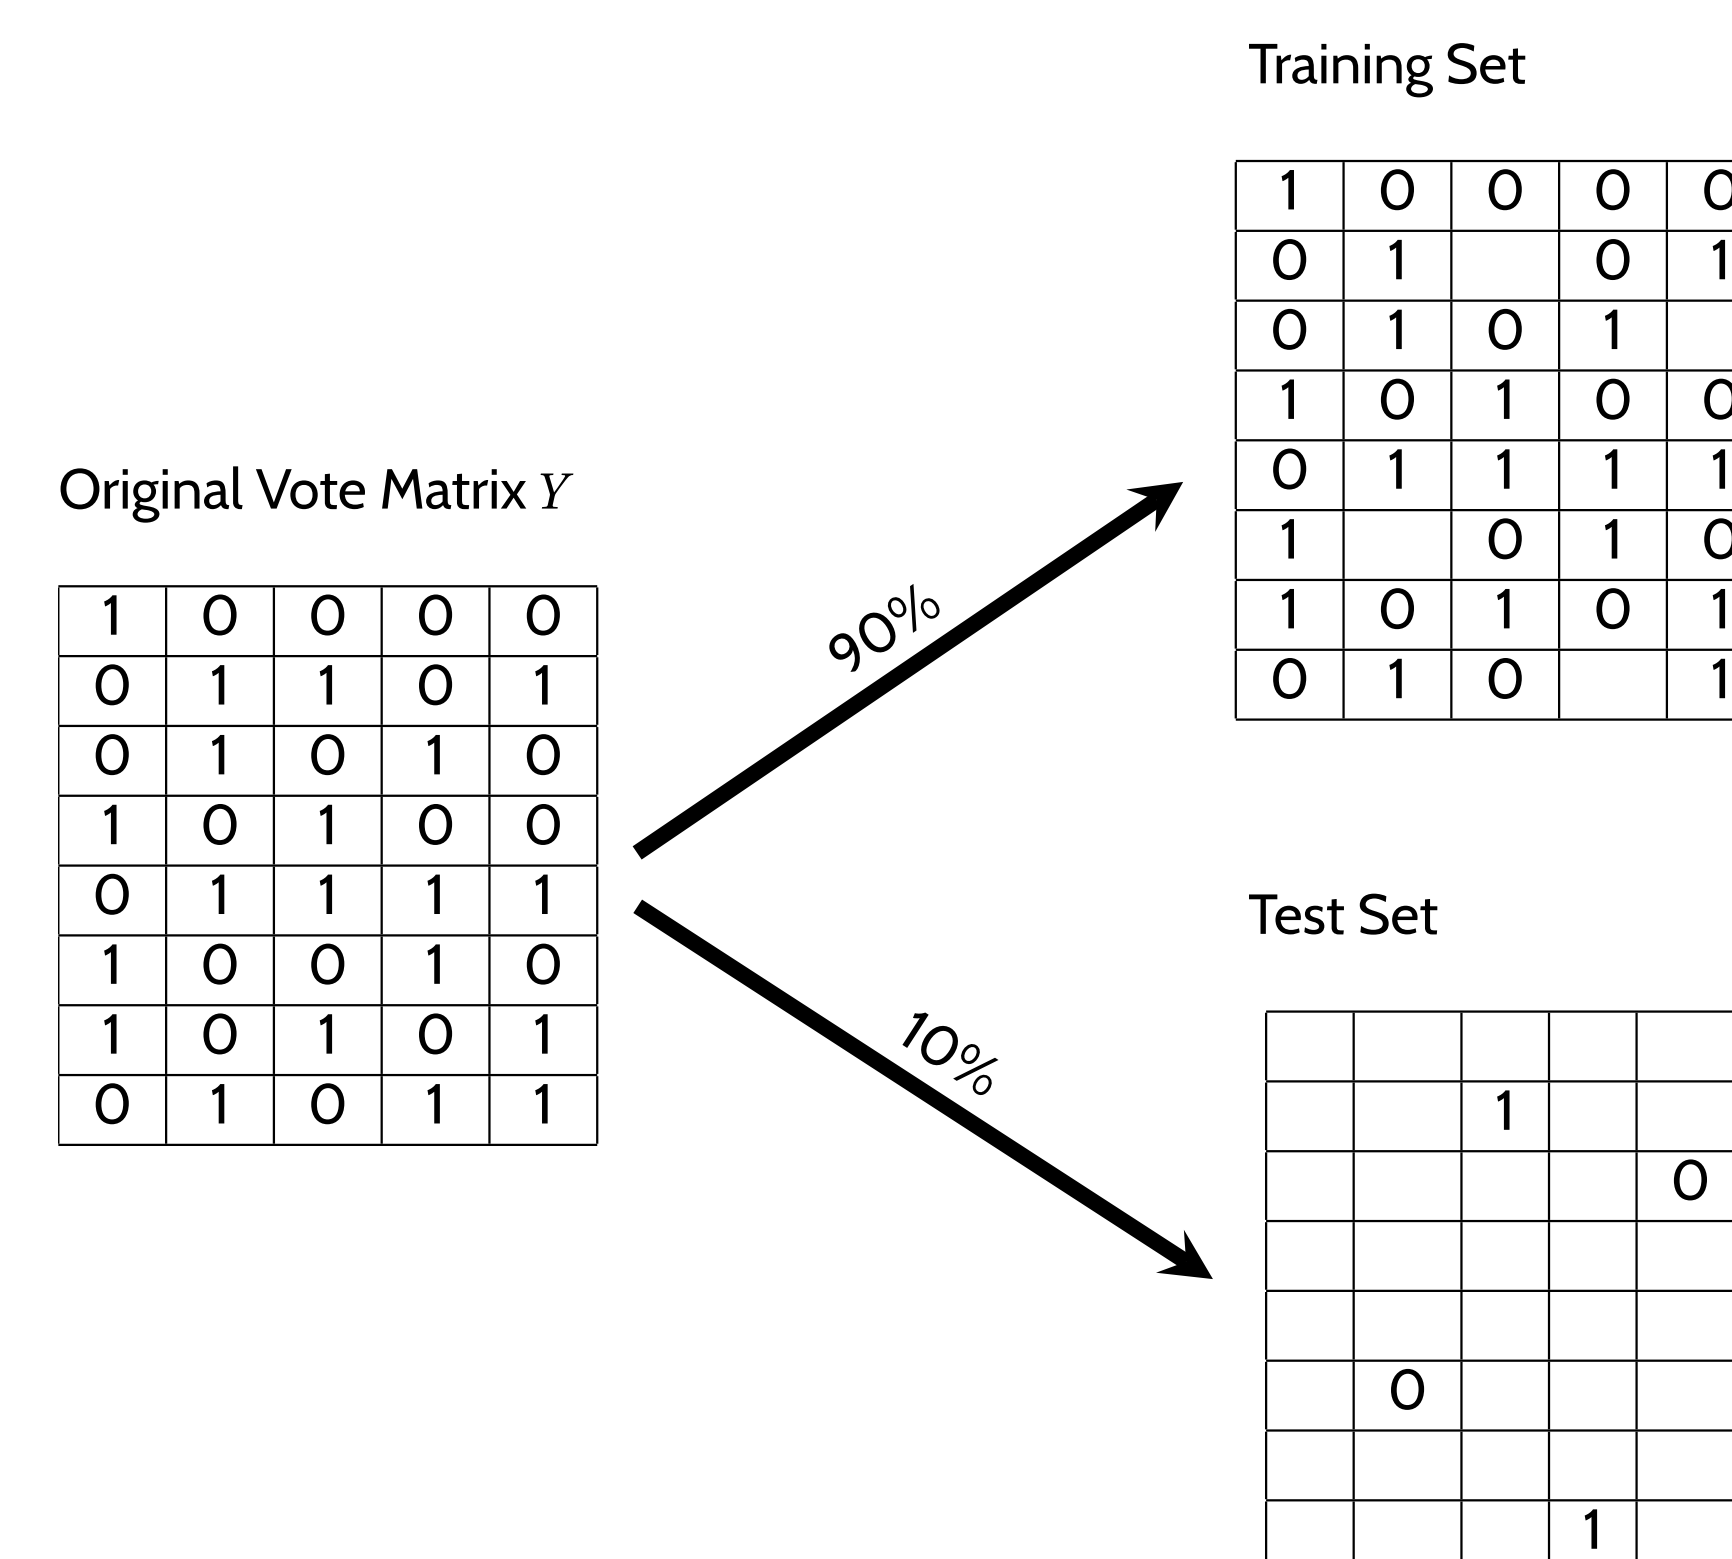 Training Set
1 0 0 0 0
0 1 0 1
0 1 0 1
1 0 1 0 0
0 1 1 1 1
1 0 1 0
1 0 1 0 1
0 1 0 1
Original Vote Matrix Y
1 0 0 0 0
0 1 1 0 1
0 1 0 1 0
1 0 1 0 0
0 1 1 1 1
1 0 0 1 0
1 0 1 0 1
0 1 0 1 1
90%
10%
Test Set
1
0
0
1